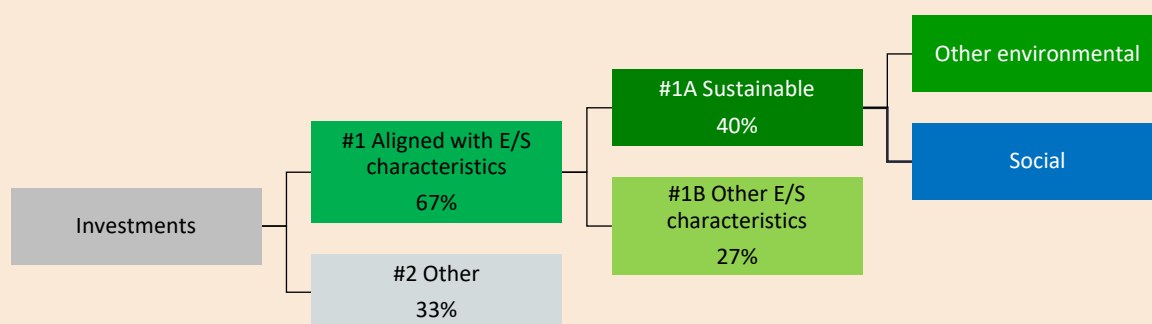 Investments
#1 Aligned with E/S
characteristics
67%
#2 Other
33%
#1A Sustainable
40%
#1B Other E/S
characteristics
27%
Other environmental
Social